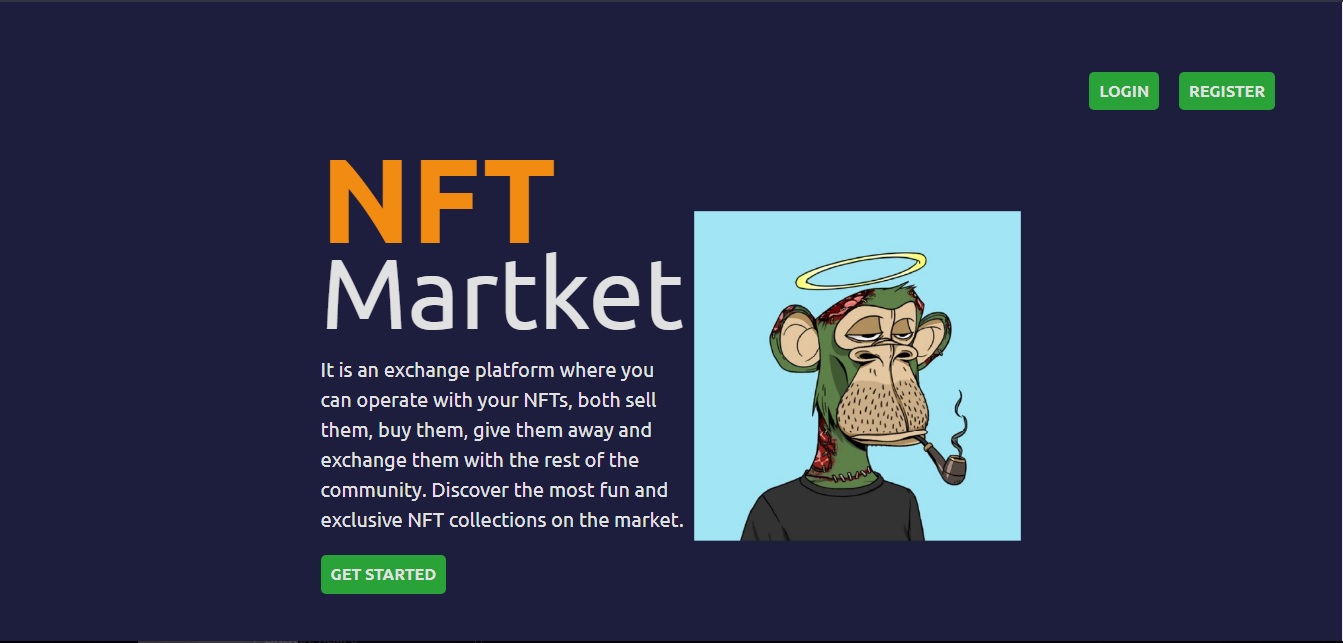 LOGIN REGISTER
NFT
Martket
It is an exchange platform where you
can operate with your NFTs, both sell
them, buy them, give them away and
exchange them with the rest of the
community. Discover the most fun and
exclusive NFT collections on the market.
GET STARTED